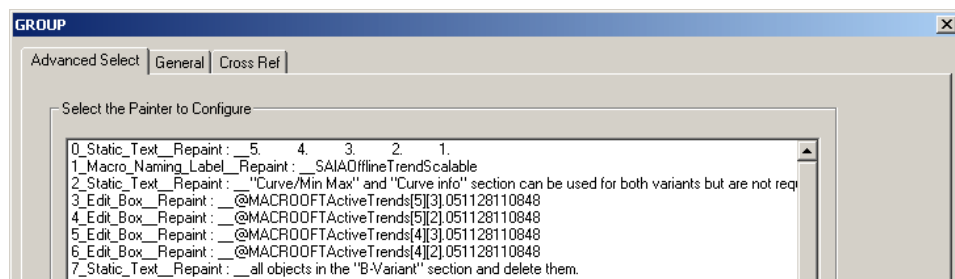 GROUP
Advanced Select General Cross Ref
Select the Painter to Configure
0_Static_Text__Repaint : __5. 4. 3. 2. 1.
1_Macro_Naming_Label__Repaint : __SAIAOfflineTrendScalable
2_Static_Text__Repaint : __"Curve/Min Max" and "Curve info" section can be used for both variants but are not
3_Edit_Box__Repaint : __@MACROOFTActiveTrends[5][3].051128110848
4_Edit_Box__Repaint : __@MACROOFTActiveTrends[5][2].051128110848
5_Edit_Box__Repaint : __@MACROOFTActiveTrends[4][3].051128110848
6_Edit_Box__Repaint : __@MACROOFTActiveTrends[4][2].051128110848
7_Static_Text__Repaint : __all objects in the "B-Variant" section and delete them.